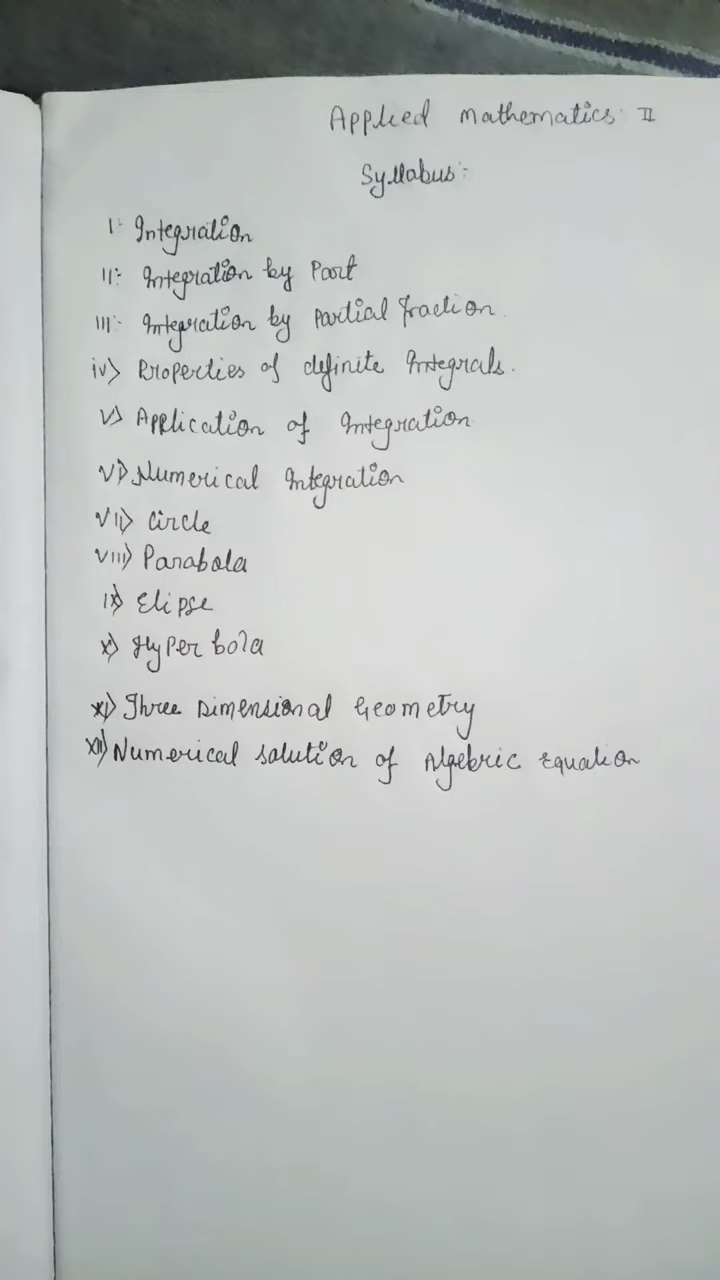 Applied mathematics II
Syllabus:-
I:- Integration
II:- Integration by Part
III:- Integration by Partial fraction.
iv> Properties of definite Integrals.
v> Application of Integration
vi> Numerical Integration
vii> Circle
viii> Parabola
ix> Elipse
x> Hyperbola
xi> Three Dimensional Geometry
xii> Numerical solution of Algebric Equation